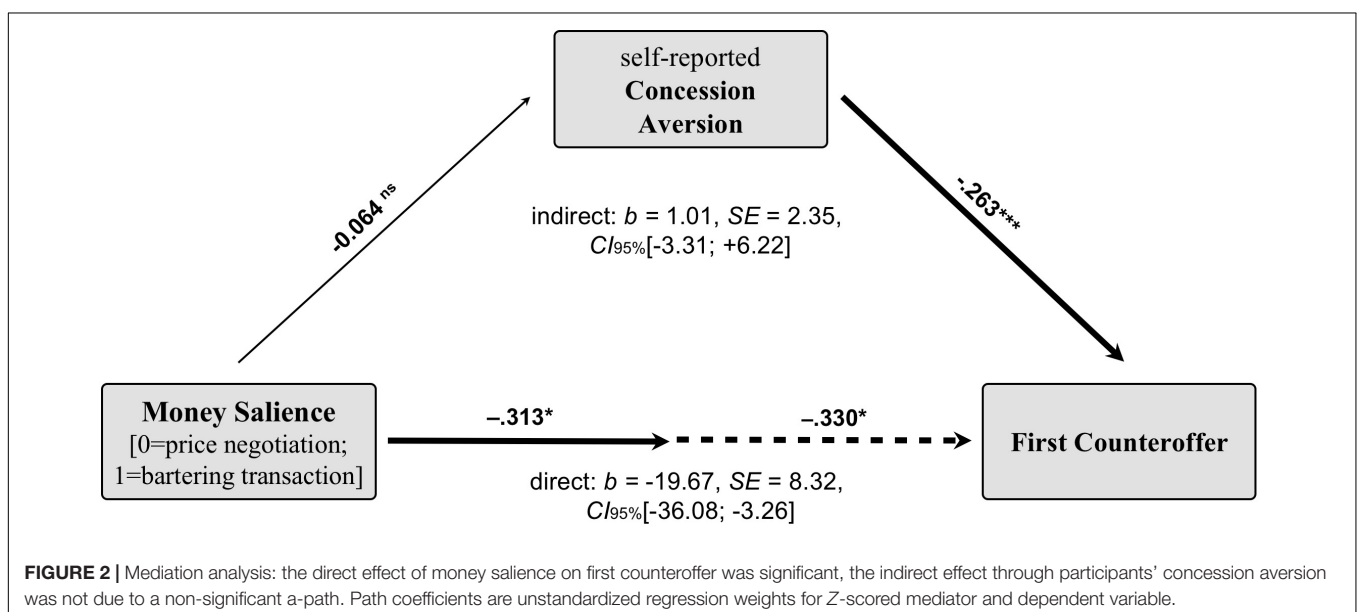 self-reported
Concession
Aversion
-0.064 ns
-.263***
indirect: b = 1.01, SE = 2.35,
CI95%[-3.31; +6.22]
Money Salience
[0=price negotiation;
1=bartering transaction]
–.313*
–.330*
First Counteroffer
direct: b = -19.67, SE = 8.32,
CI95%[-36.08; -3.26]
FIGURE 2 | Mediation analysis: the direct effect of money salience on first counteroffer was significant, the indirect effect through participants’ concession aversion
was not due to a non-significant a-path. Path coefficients are unstandardized regression weights for Z-scored mediator and dependent variable.